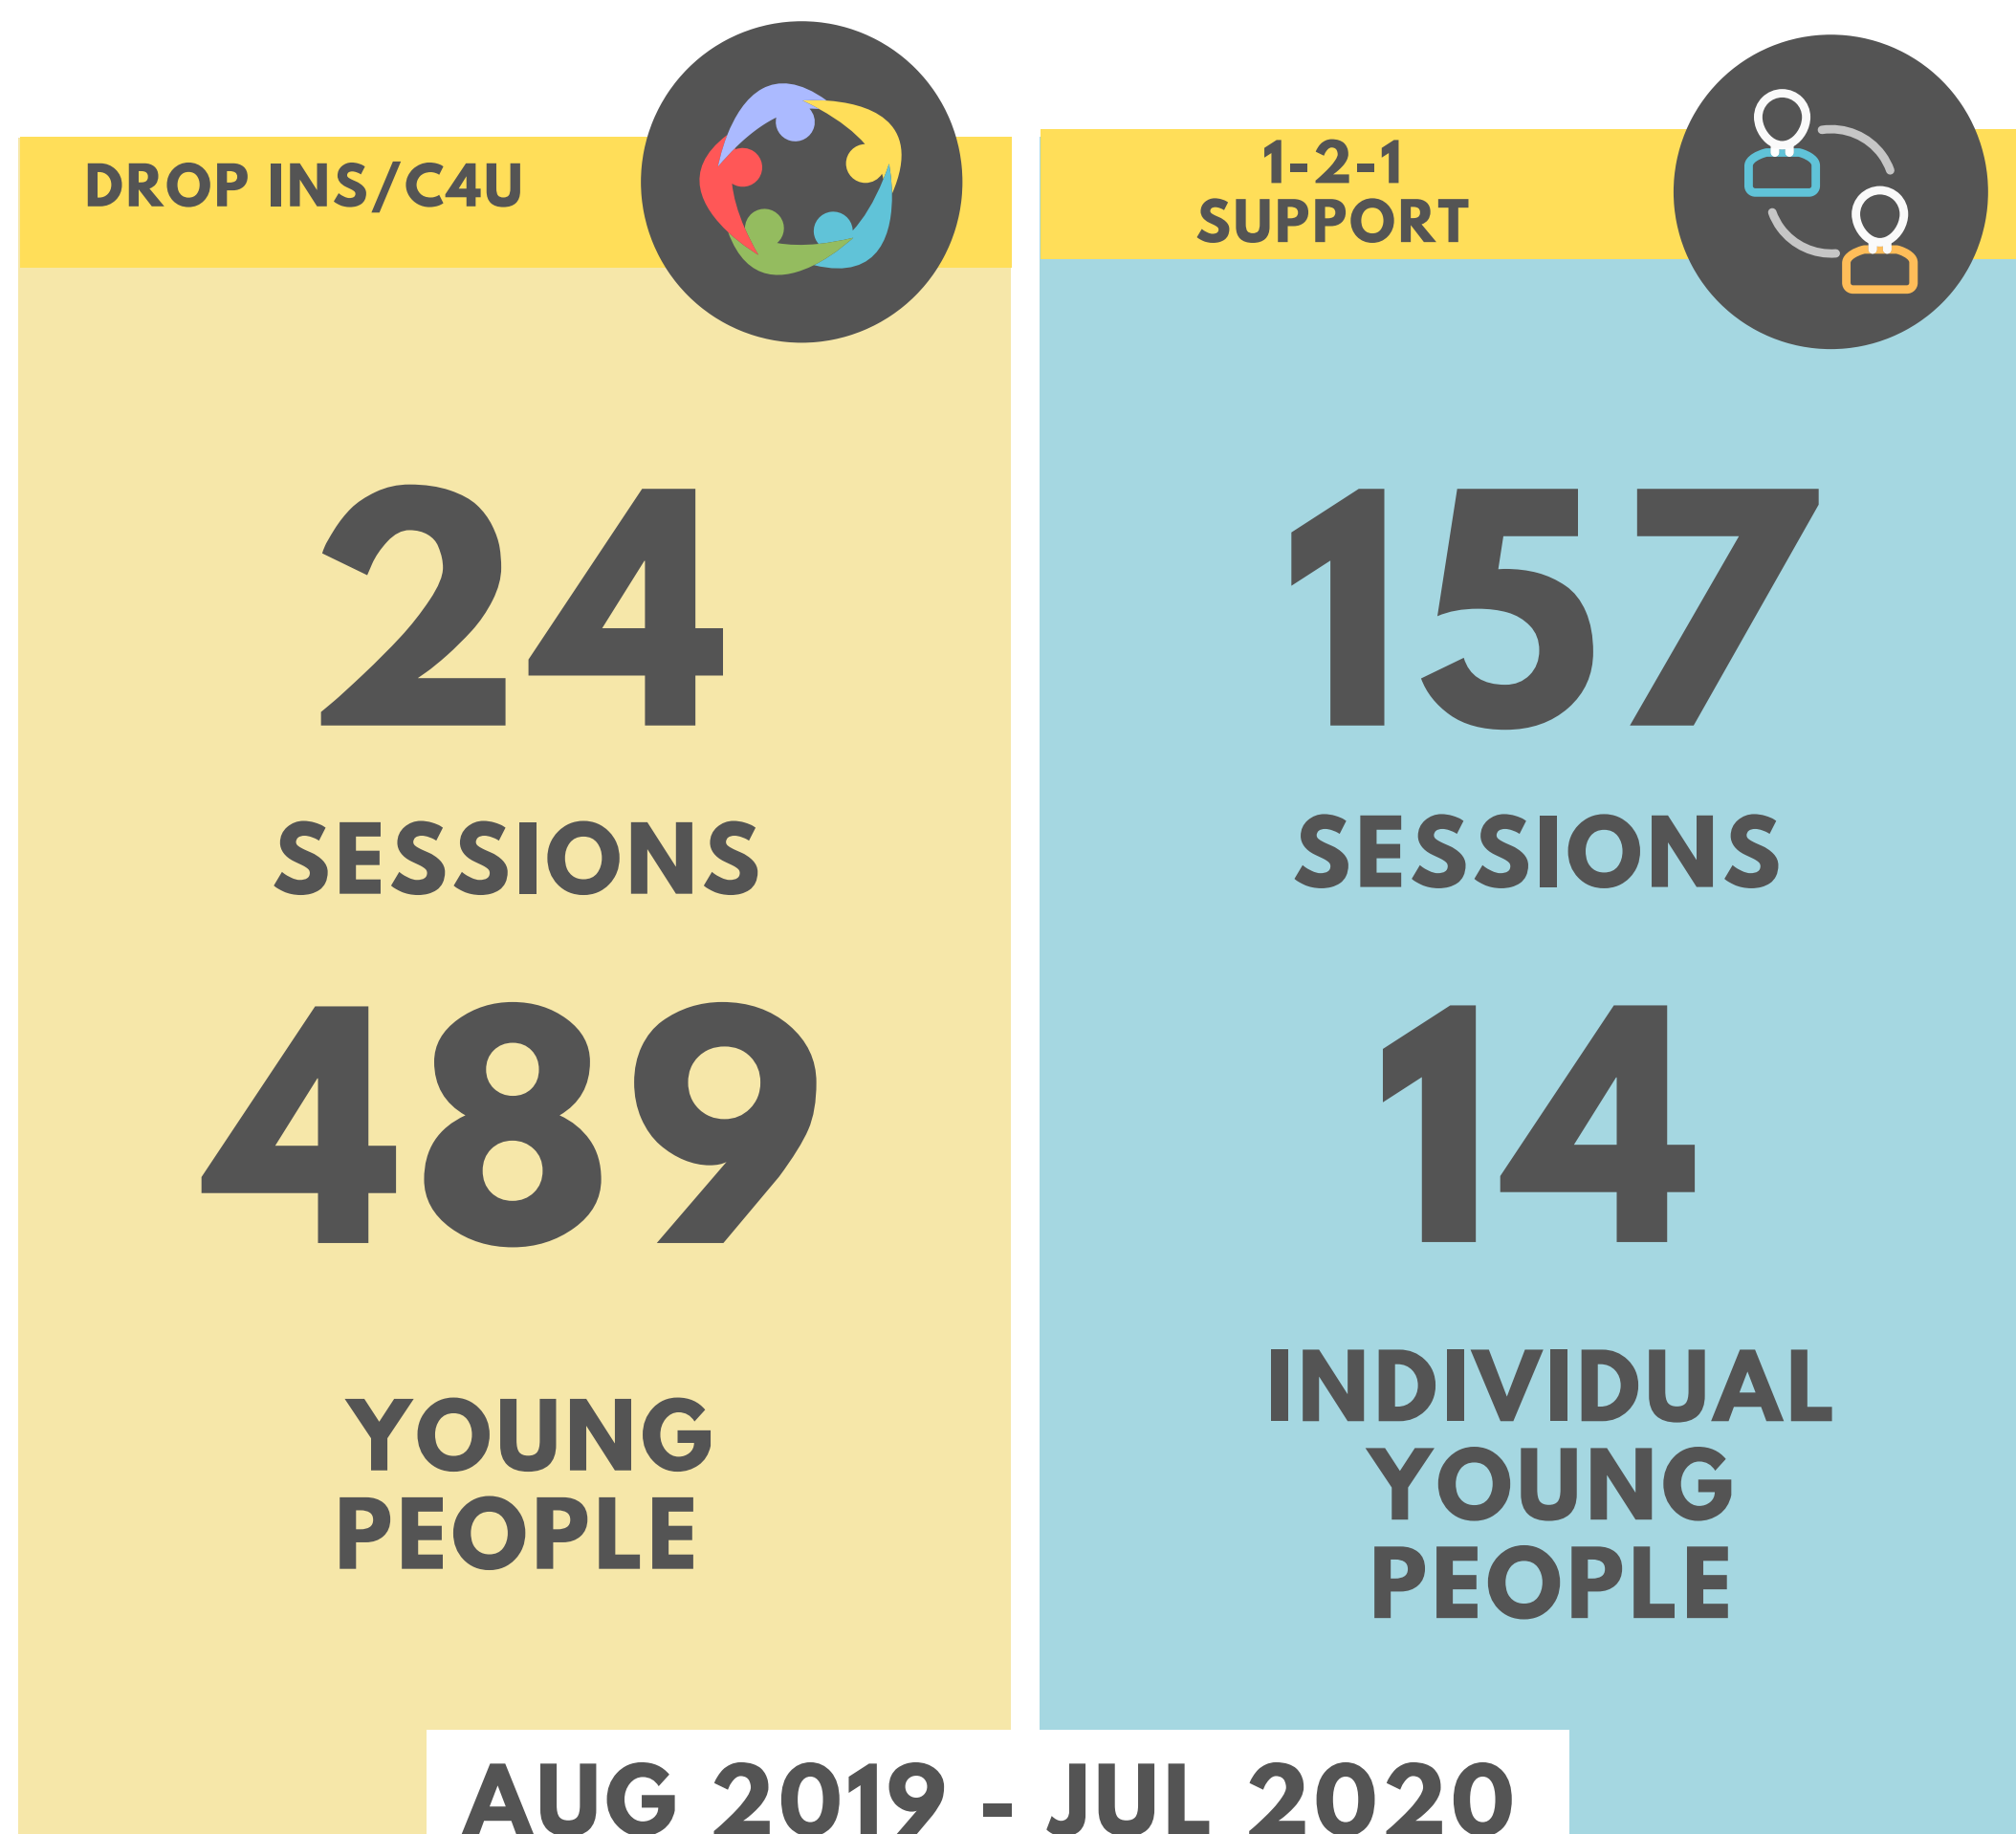 DROP INS/C4U
24
SESSIONS
489
YOUNG
PEOPLE
1-2-1
SUPPORT
157
SESSIONS
14
INDIVIDUAL
YOUNG
PEOPLE
AUG 2019 - JUL 2020